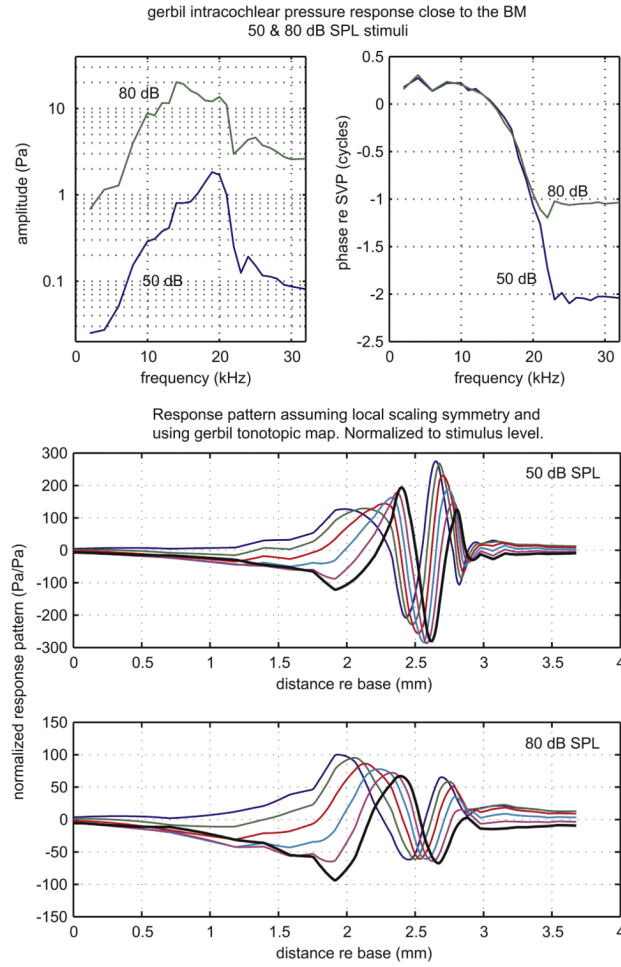 gerbil intracochlear pressure response close to the BM
50 & 80 dB SPL stimuli
amplitude (Pa)
10
1
0.1
80 dB
50 dB
0 10 20 30
frequency (kHz)
phase re SVP (cycles)
0.5
0
-0.5
-1
-1.5
-2
-2.5
80 dB
50 dB
0 10 20 30
frequency (kHz)
Response pattern assuming local scaling symmetry and
using gerbil tonotopic map. Normalized to stimulus level.
normalized response pattern (Pa/Pa)
300
200
100
0
-100
-200
-300
50 dB SPL
0 0.5 1 1.5 2 2.5 3 3.5 4
distance re base (mm)
150
100
50
0
-50
-100
-150
80 dB SPL
0 0.5 1 1.5 2 2.5 3 3.5 4
distance re base (mm)